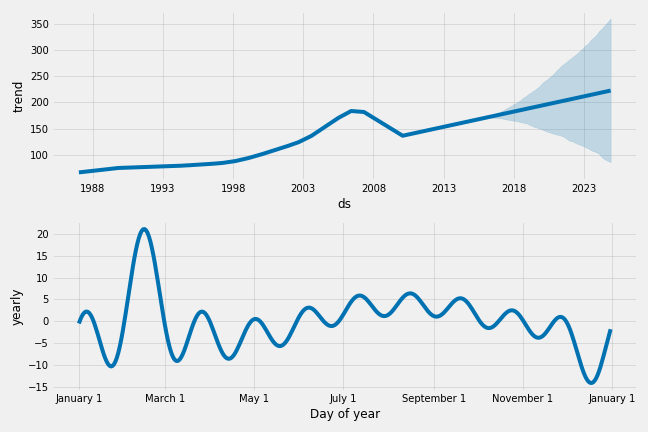 350
300
250
200
150
100
trend
1988 1993 1998 2003 2008 2013 2018 2023
ds
20
15
10
5
0
−5
−10
−15
yearly
January 1 March 1 May 1 July 1 September 1 November 1 January 1
Day of year